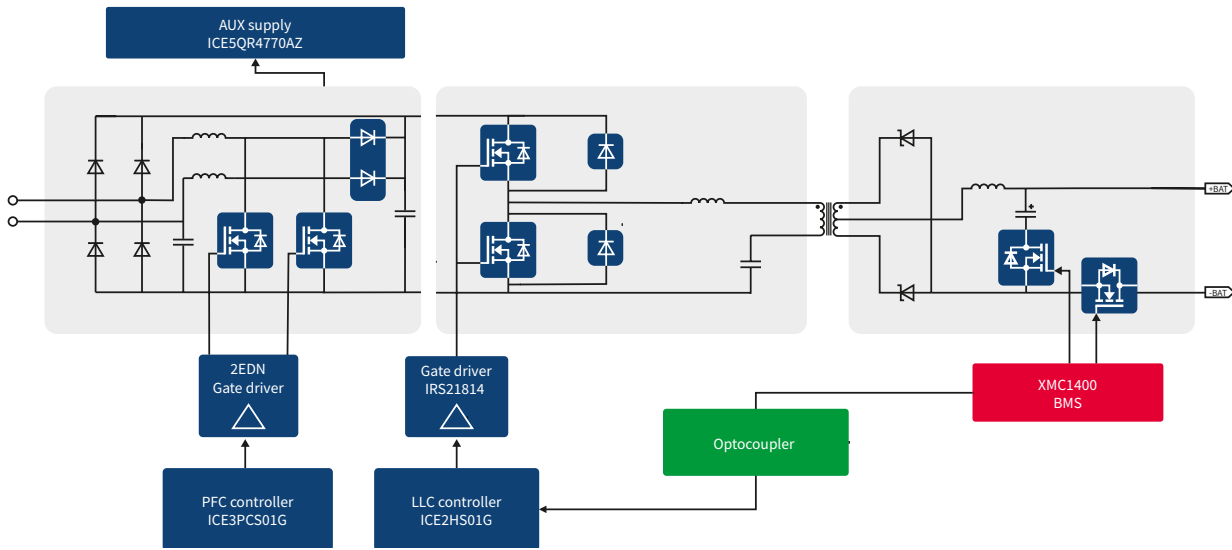 AUX supply
ICE5QR4770AZ
+BAT
-BAT
2EDN
Gate driver
Gate driver
IRS21814
XMC1400
BMS
Optocoupler
PFC controller
ICE3PCS01G
LLC controller
ICE2HS01G